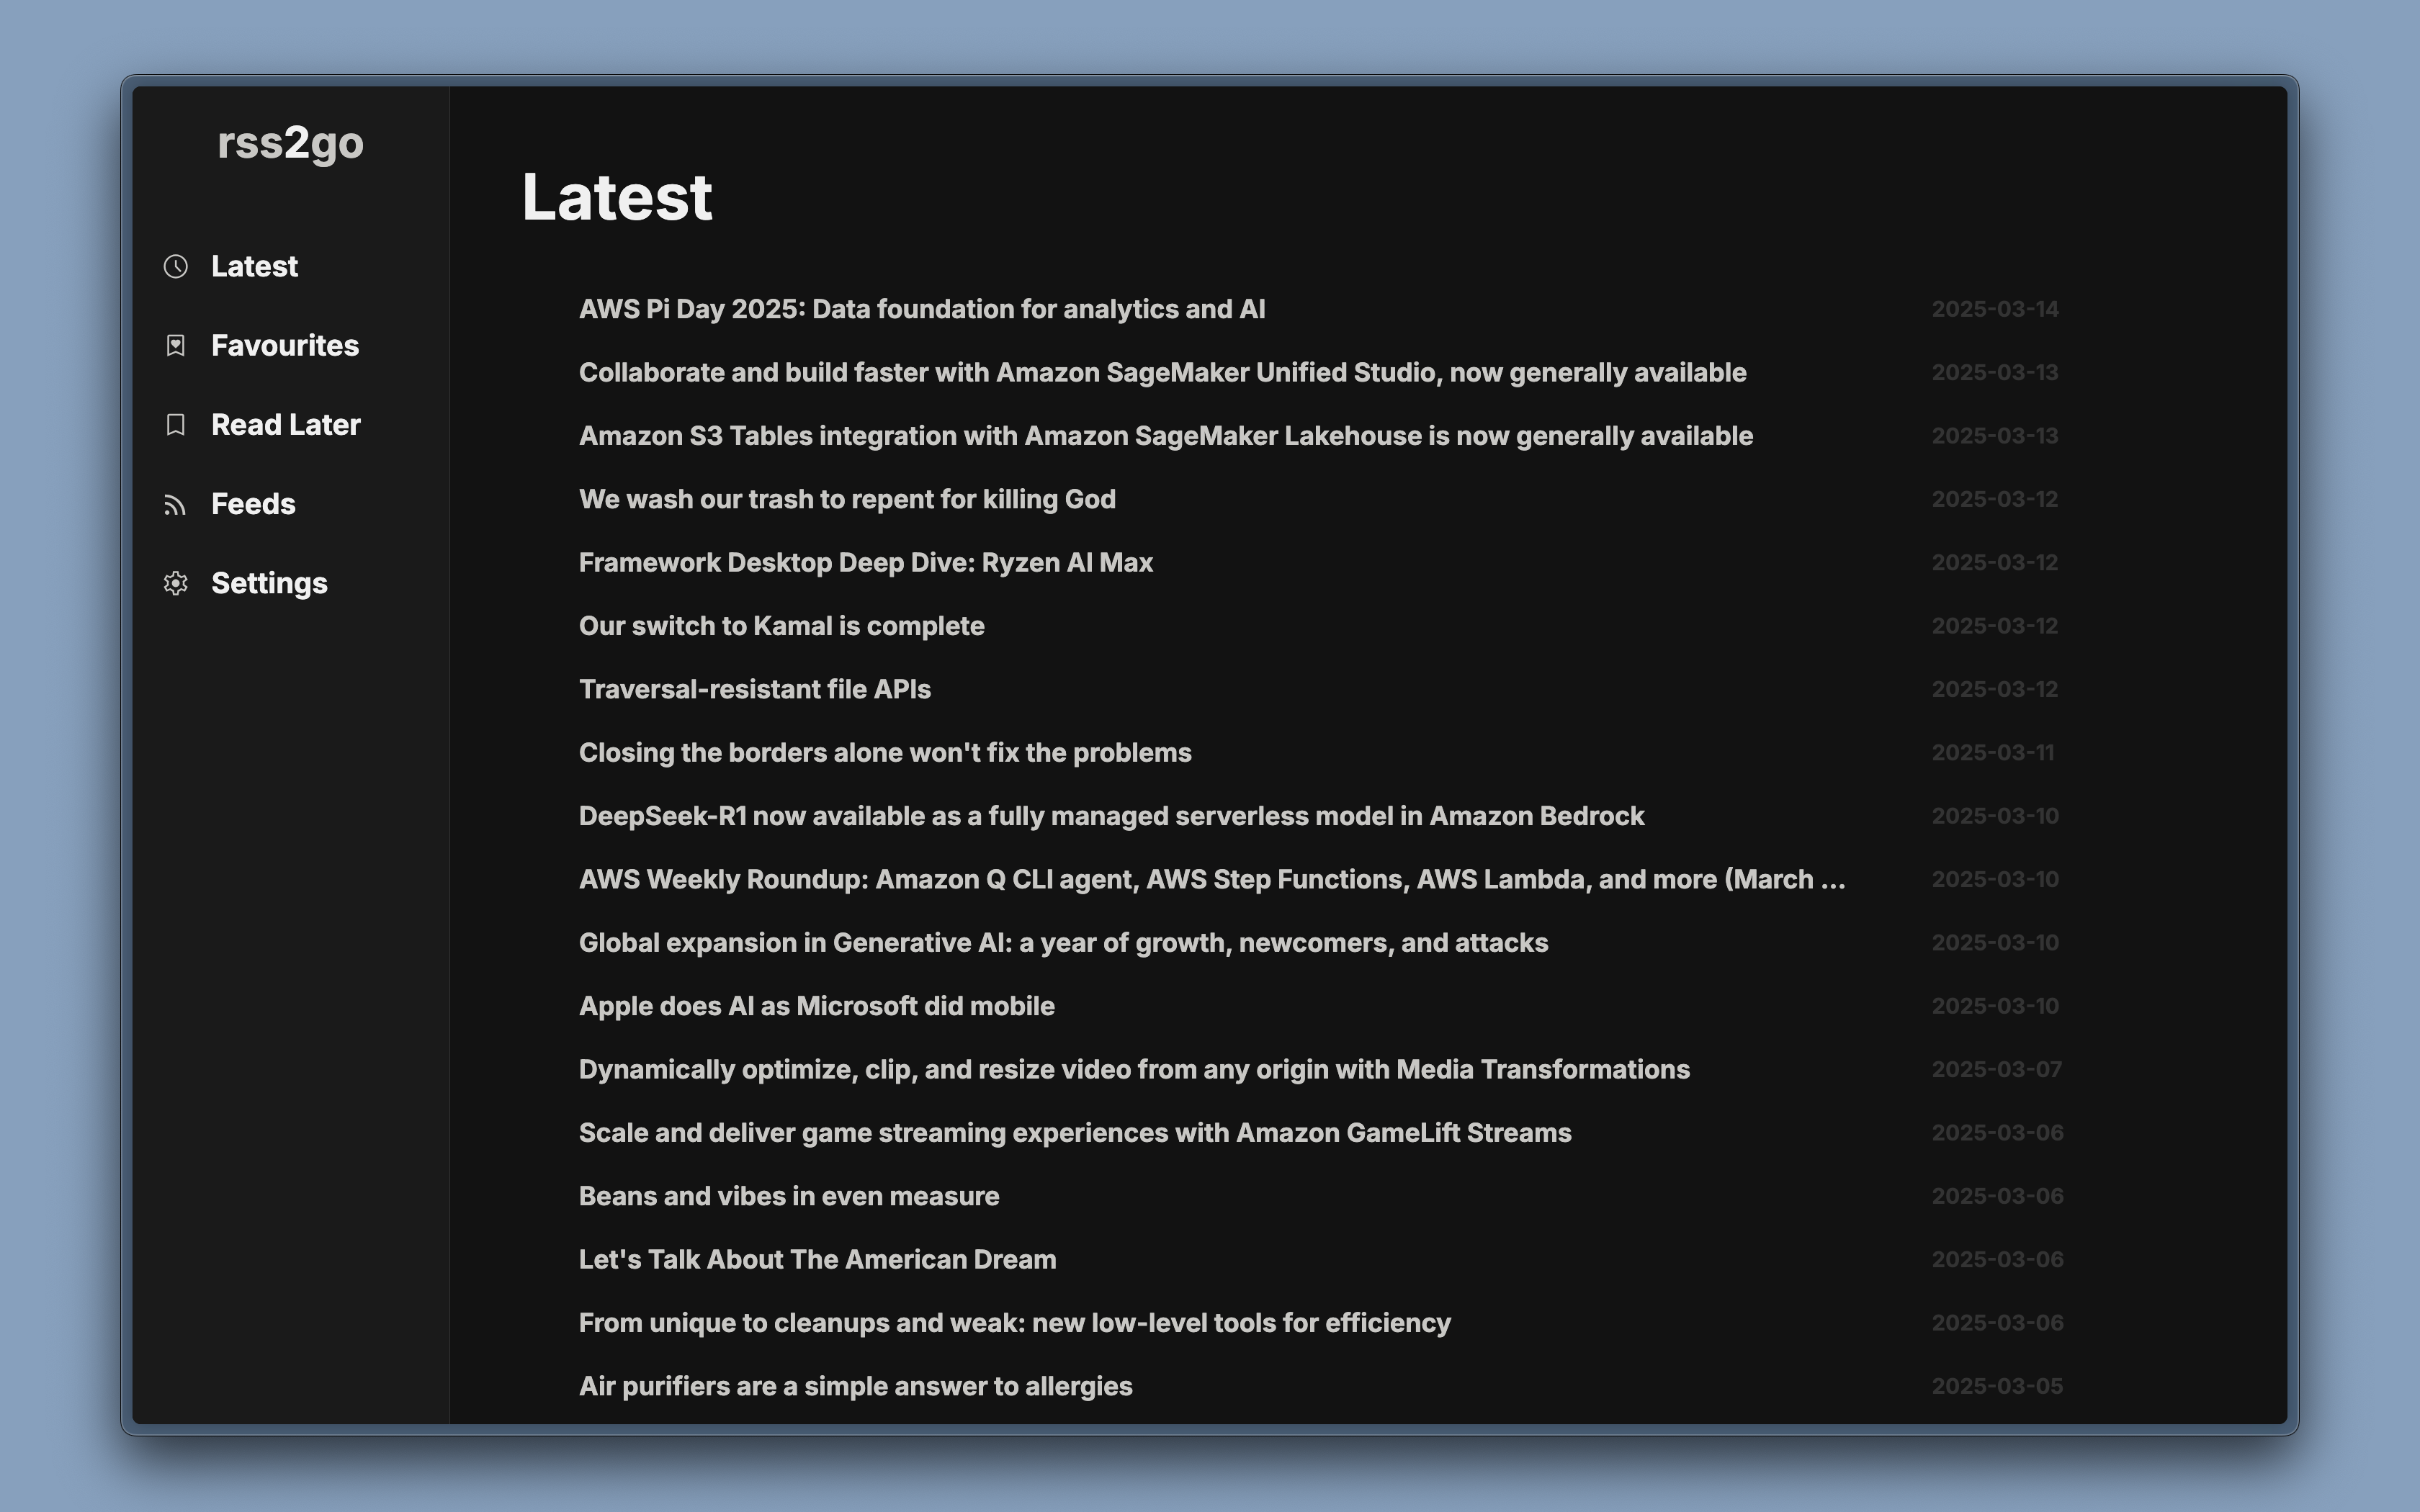 rss2go
Latest
Favourites
Read Later
Feeds
Settings
Latest
AWS Pi Day 2025: Data foundation for analytics and AI 2025-03-14
Collaborate and build faster with Amazon SageMaker Unified Studio, now generally available 2025-03-13
Amazon S3 Tables integration with Amazon SageMaker Lakehouse is now generally available 2025-03-13
We wash our trash to repent for killing God 2025-03-12
Framework Desktop Deep Dive: Ryzen AI Max 2025-03-12
Our switch to Kamal is complete 2025-03-12
Traversal-resistant file APIs 2025-03-12
Closing the borders alone won't fix the problems 2025-03-11
DeepSeek-R1 now available as a fully managed serverless model in Amazon Bedrock 2025-03-10
AWS Weekly Roundup: Amazon Q CLI agent, AWS Step Functions, AWS Lambda, and more (March ... 2025-03-10
Global expansion in Generative AI: a year of growth, newcomers, and attacks 2025-03-10
Apple does AI as Microsoft did mobile 2025-03-10
Dynamically optimize, clip, and resize video from any origin with Media Transformations 2025-03-07
Scale and deliver game streaming experiences with Amazon GameLift Streams 2025-03-06
Beans and vibes in even measure 2025-03-06
Let's Talk About The American Dream 2025-03-06
From unique to cleanups and weak: new low-level tools for efficiency 2025-03-06
Air purifiers are a simple answer to allergies 2025-03-05